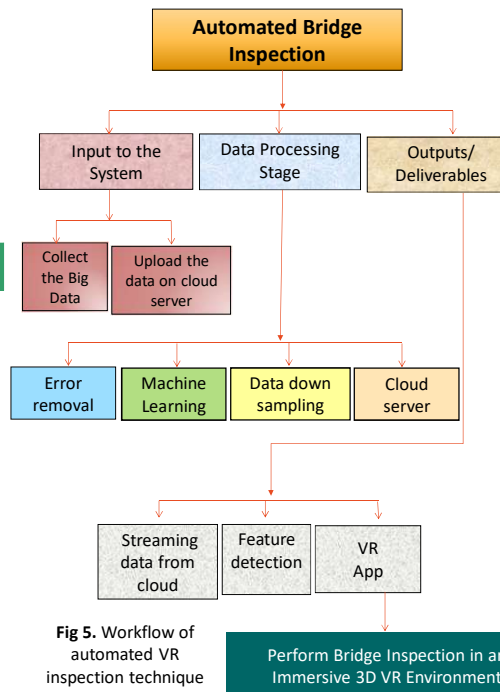 Automated Bridge
Inspection
Input to the
System
Data Processing
Stage
Outputs/
Deliverables
Collect
the Big
Data
Upload the
data on cloud
server
Error
removal
Machine
Learning
Data down
sampling
Cloud
server
Streaming
data from
cloud
Feature
detection
VR
App
Fig 5. Workflow of
automated VR
inspection technique
Perform Bridge Inspection in an
Immersive 3D VR Environment